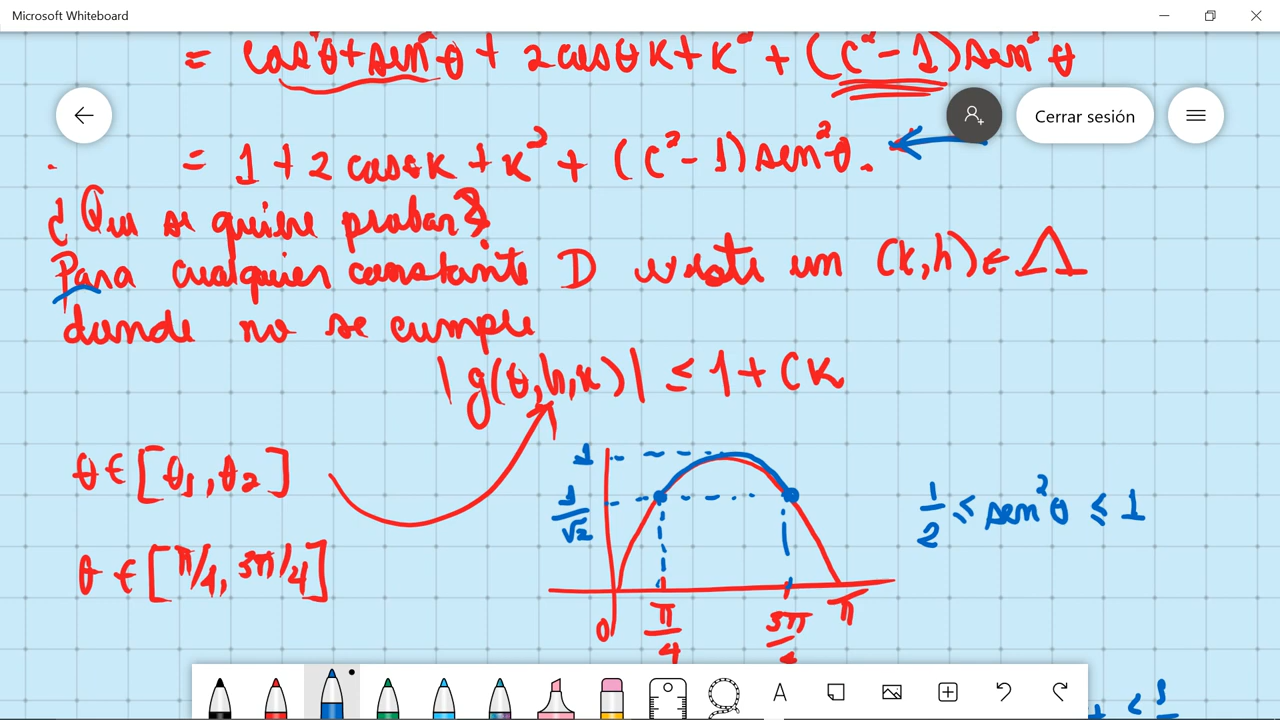 Microsoft Whiteboard
= cos²θ + sen²θ + 2cosθ k + k² + (c² - 1) sen²θ
Cerrar sesión
= 1 + 2 cosθ k + k² + (c² - 1) sen²θ.
¿Que se quiere probar?
Para cualquier constante D existe un (k,h) ∈ Λ
donde no se cumple
|g(θ,h,k)| ≤ 1 + Ck
θ ∈ [θ1, θ2]
θ ∈ [π/4, 3π/4]
1
1/√2
0 π/4 3π/4 π
1/2 ≤ sen²θ ≤ 1